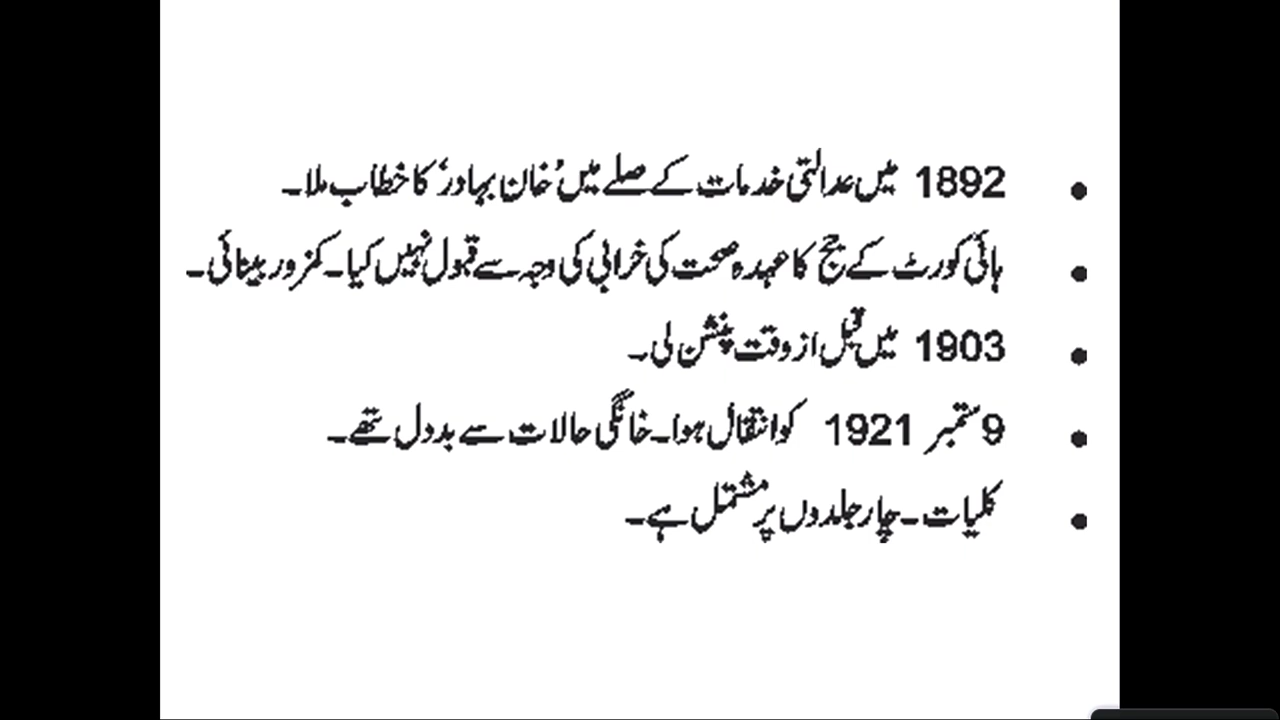 • 1892 میں عدالتی خدمات کے صلے میں ’خان بہادر‘ کا خطاب ملا۔
• ہائی کورٹ کے جج کا عہدہ صحت کی خرابی کی وجہ سے قبول نہیں کیا۔ کمزور بینائی۔
• 1903 میں قبل از وقت پنشن لی۔
• 9 ستمبر 1921 کو انتقال ہوا۔ خانگی حالات سے بددل تھے۔
• کلیات۔ چار جلدوں پر مشتمل ہے۔